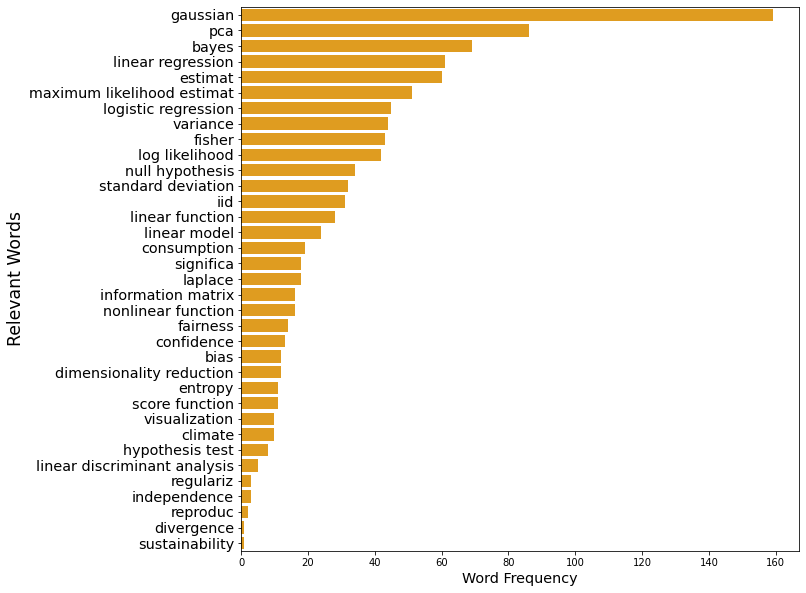 gaussian
pca
bayes
linear regression
estimat
maximum likelihood estimat
logistic regression
variance
fisher
log likelihood
null hypothesis
standard deviation
iid
linear function
linear model
consumption
significa
laplace
information matrix
nonlinear function
fairness
confidence
bias
dimensionality reduction
entropy
score function
visualization
climate
hypothesis test
linear discriminant analysis
regulariz
independence
reproduc
divergence
sustainability
Relevant Words
0 20 40 60 80 100 120 140 160
Word Frequency